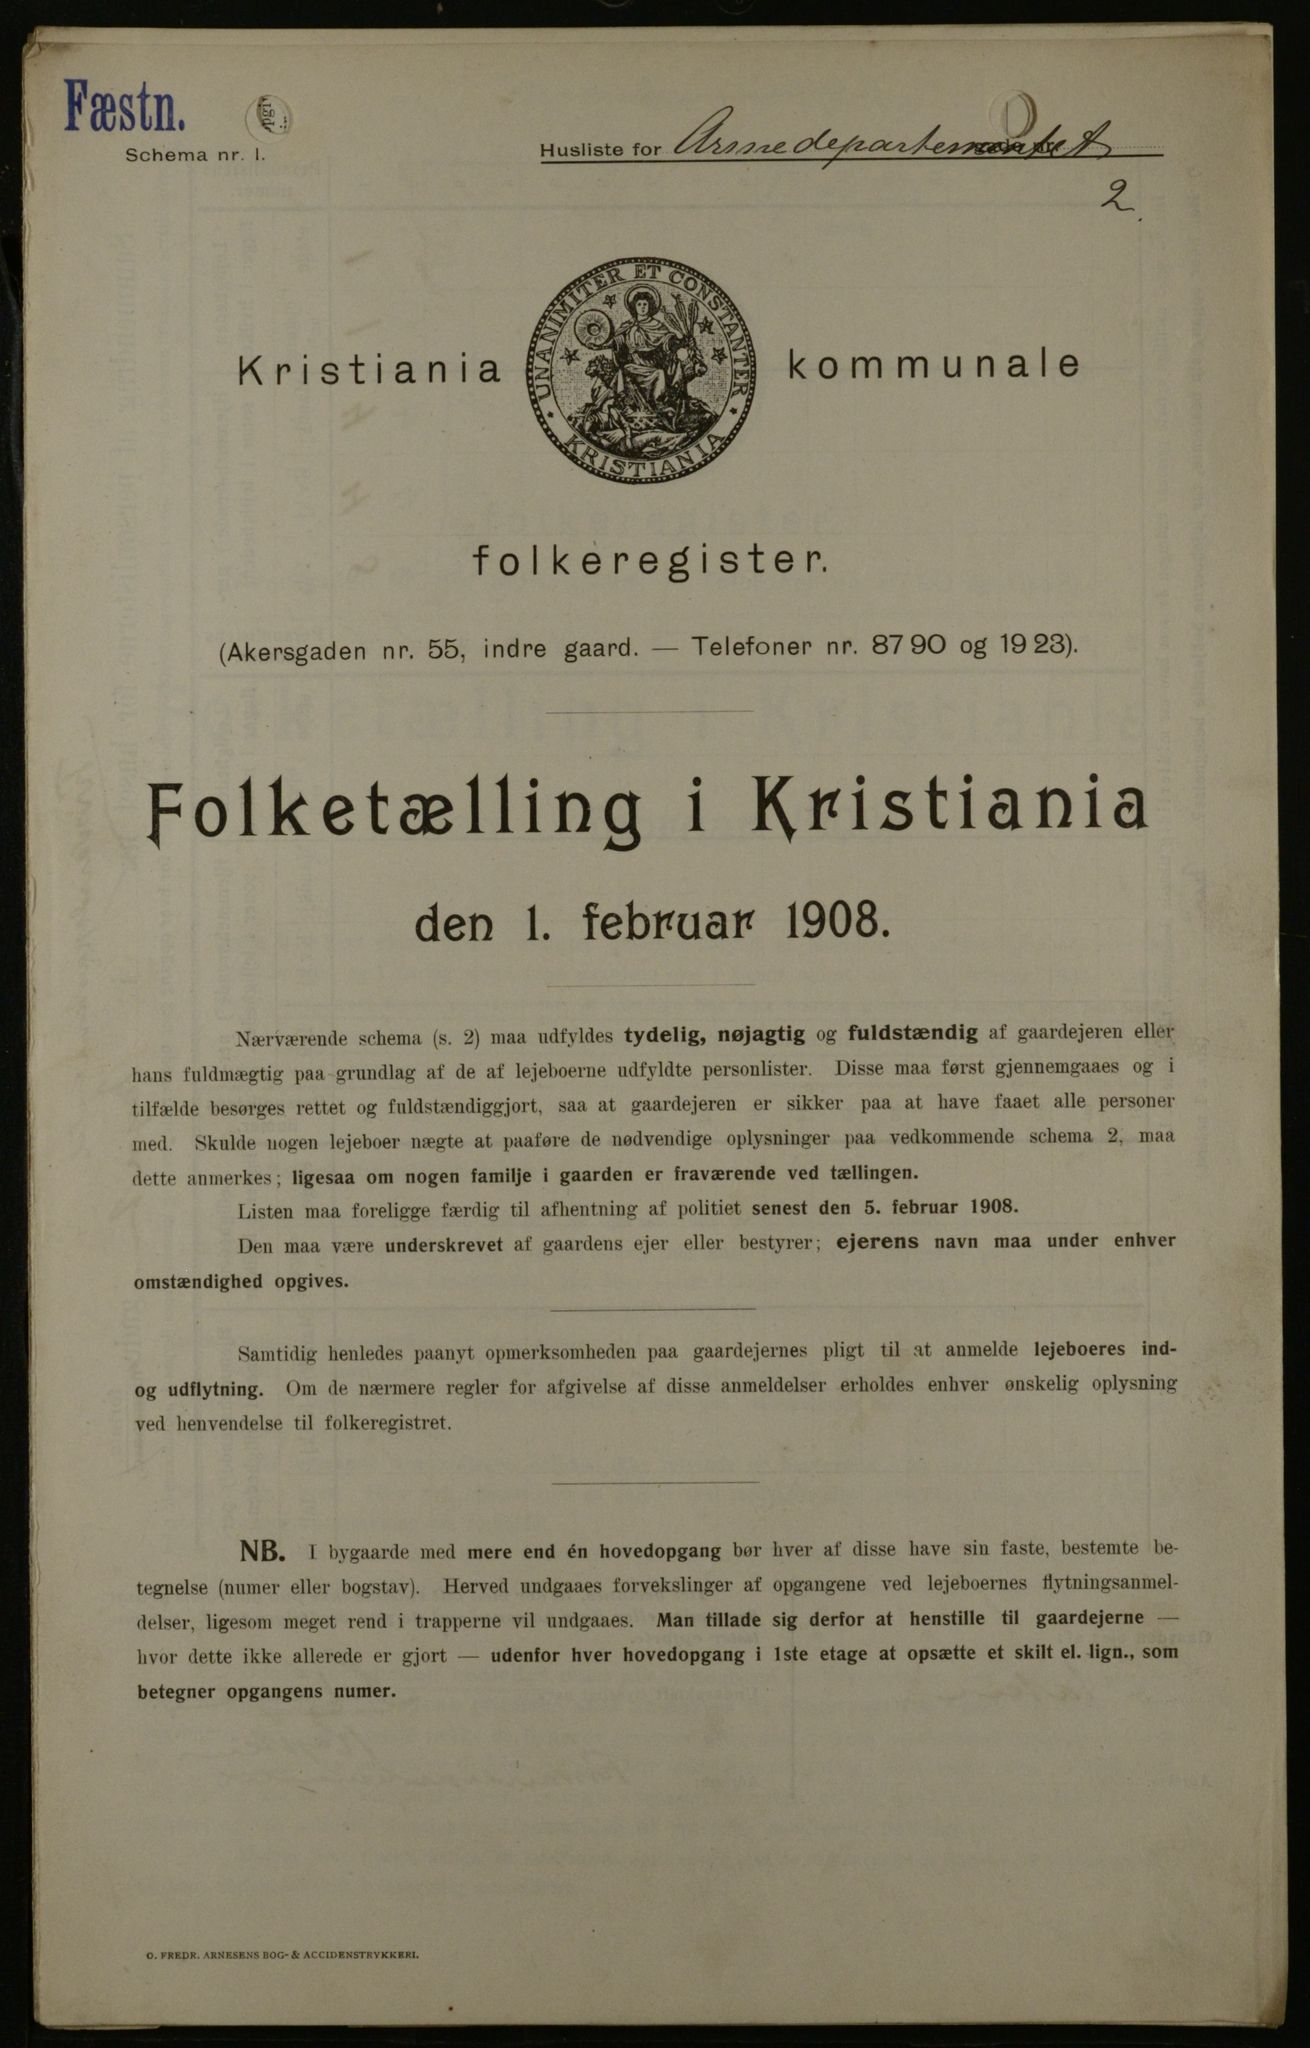 Fæstn.
Schema nr. 1.
Husliste for Armedepartementet
2.
UNANIMITER ET CONSTANTER
KRISTIANIA
Kristiania kommunale
folkeregister.
(Akersgaden nr. 55, indre gaard. — Telefoner nr. 8790 og 1923).
Folketælling i Kristiania
den 1. februar 1908.
Nærværende schema (s. 2) maa udfyldes tydelig, nøjagtig og fuldstændig af gaardejeren eller
hans fuldmægtig paa grundlag af de af lejeboerne udfyldte personlister. Disse maa først gjennemgaaes og i
tilfælde besørges rettet og fuldstændiggjort, saa at gaardejeren er sikker paa at have faaet alle personer
med. Skulde nogen lejeboer nægte at paaføre de nødvendige oplysninger paa vedkommende schema 2, maa
dette anmerkes; ligesaa om nogen familje i gaarden er fraværende ved tællingen.
Listen maa foreligge færdig til afhentning af politiet senest den 5. februar 1908.
Den maa være underskrevet af gaardens ejer eller bestyrer; ejerens navn maa under enhver
omstændighed opgives.
Samtidig henledes paanyt opmerksomheden paa gaardejernes pligt til at anmelde lejeboeres ind-
og udflytning. Om de nærmere regler for afgivelse af disse anmeldelser erholdes enhver ønskelig oplysning
ved henvendelse til folkeregistret.
NB. I bygaarde med mere end én hovedopgang bør hver af disse have sin faste, bestemte be-
tegnelse (numer eller bogstav). Herved undgaaes forvekslinger af opgangene ved lejeboernes flytningsanmel-
delser, ligesom meget rend i trapperne vil undgaaes. Man tillade sig derfor at henstille til gaardejerne —
hvor dette ikke allerede er gjort — udenfor hver hovedopgang i 1ste etage at opsætte et skilt el. lign., som
betegner opgangens numer.
O. FREDR. ARNESENS BOG- & ACCIDENSTRYKKERI.